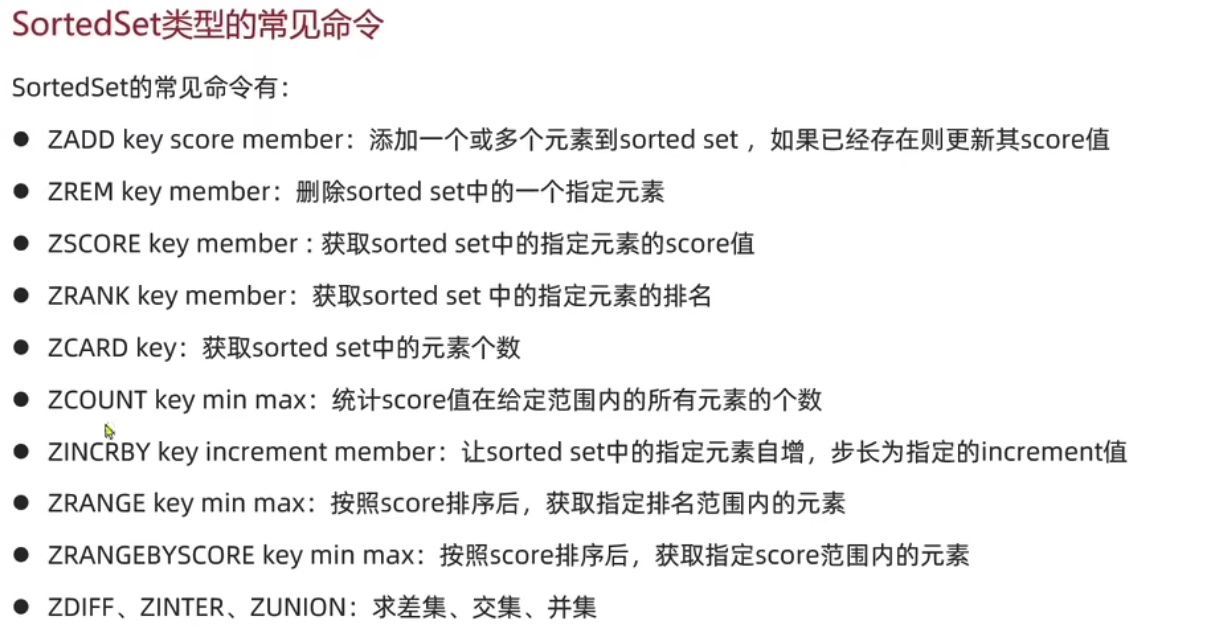 SortedSet类型的常见命令
SortedSet的常见命令有：
● ZADD key score member：添加一个或多个元素到sorted set ，如果已经存在则更新其score值
● ZREM key member：删除sorted set中的一个指定元素
● ZSCORE key member : 获取sorted set中的指定元素的score值
● ZRANK key member：获取sorted set 中的指定元素的排名
● ZCARD key：获取sorted set中的元素个数
● ZCOUNT key min max：统计score值在给定范围内的所有元素的个数
● ZINCRBY key increment member：让sorted set中的指定元素自增，步长为指定的increment值
● ZRANGE key min max：按照score排序后，获取指定排名范围内的元素
● ZRANGEBYSCORE key min max：按照score排序后，获取指定score范围内的元素
● ZDIFF、ZINTER、ZUNION：求差集、交集、并集